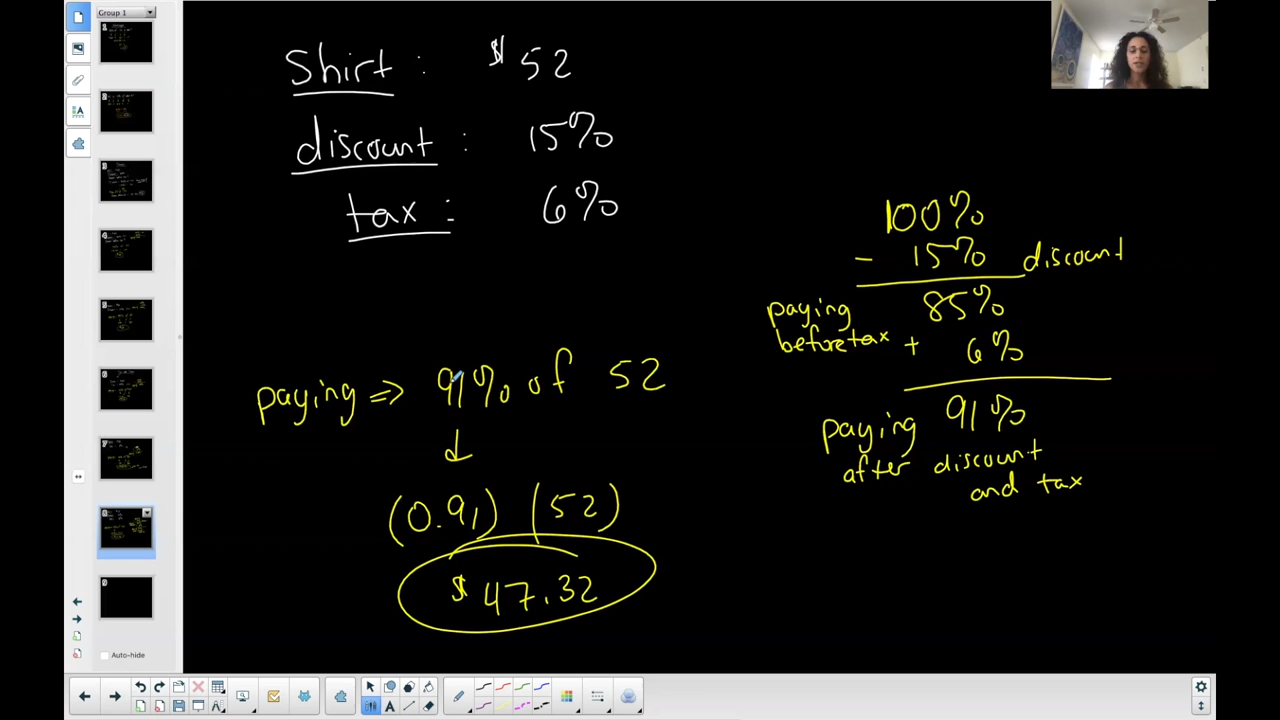 Group 1
Shirt : $ 52
discount : 15%
tax : 6%
100%
- 15% discount
paying before tax 85%
+ 6%
paying 91%
after discount
and tax
paying => 91% of 52
(0.91) (52)
$ 47.32
Auto-hide